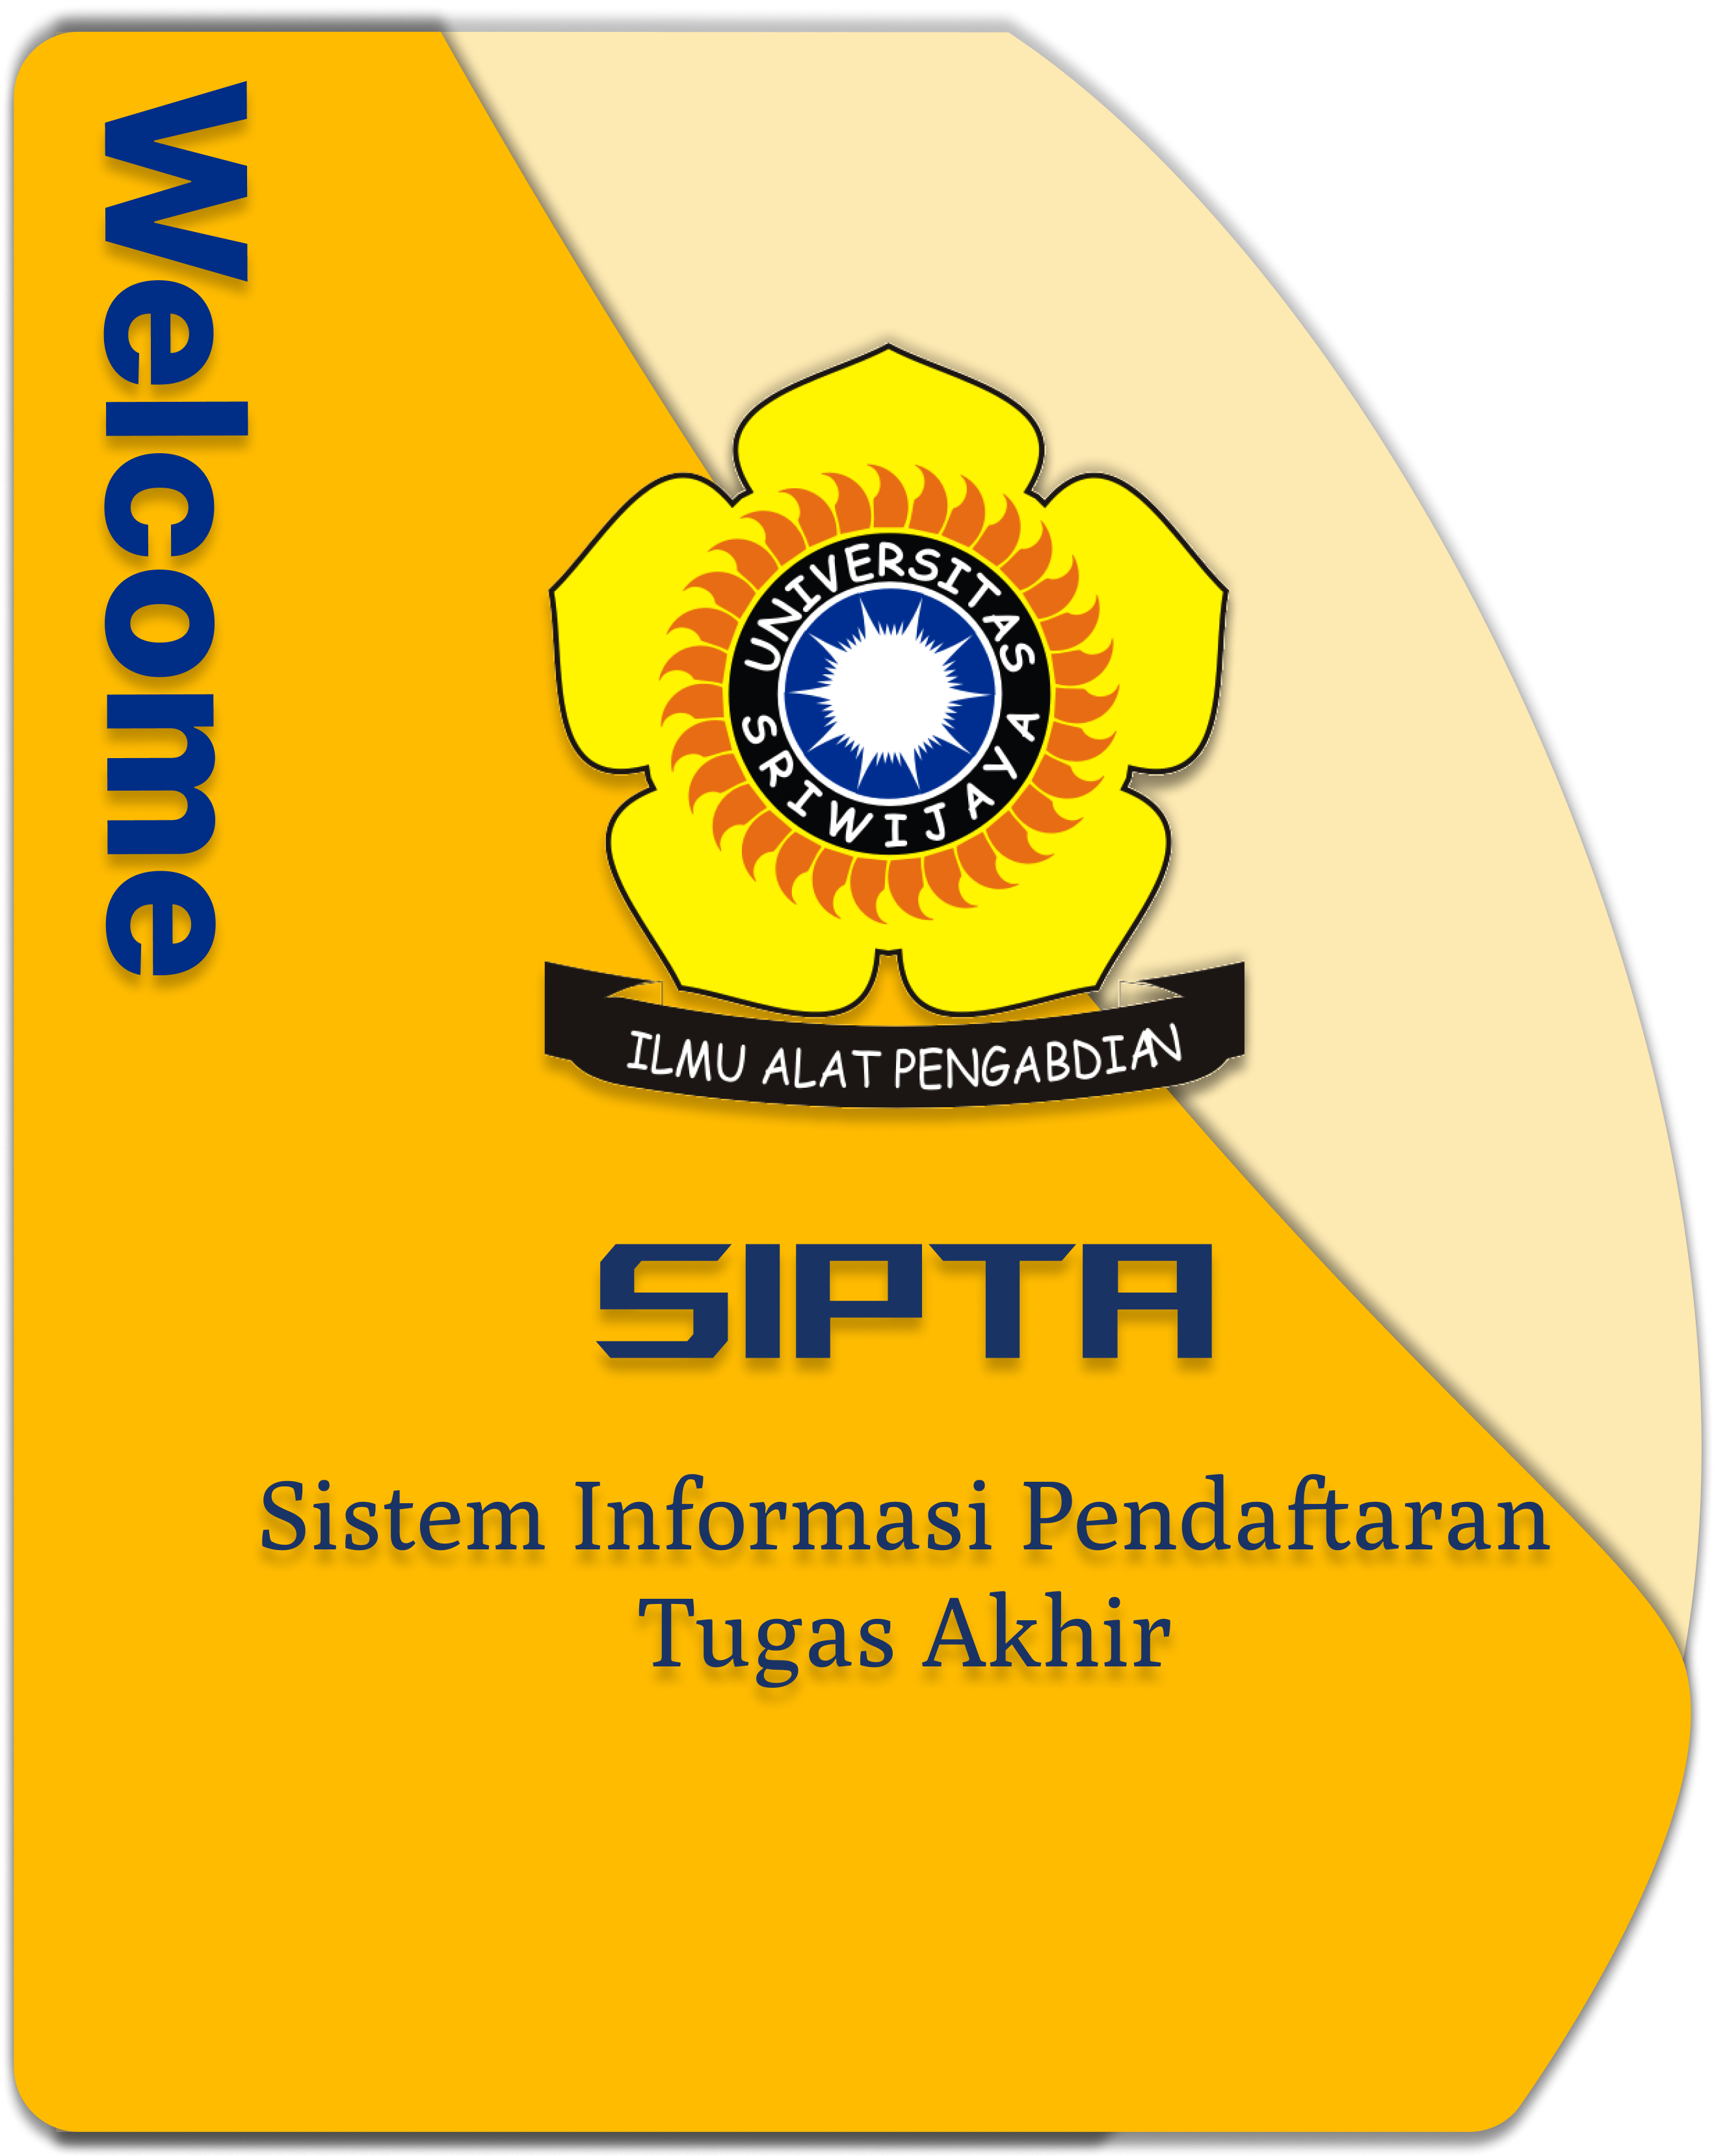 Welcome
UNIVERSITAS
SRIWIJAYA
ILMU ALAT PENGABDIAN
SIPTA
Sistem Informasi Pendaftaran
Tugas Akhir